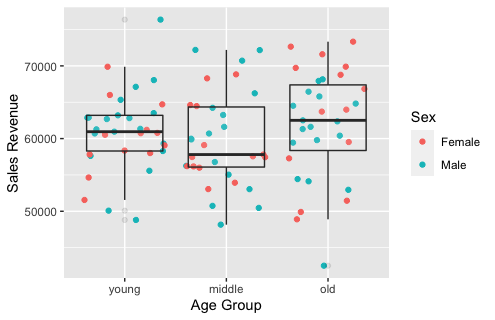 Sales Revenue
70000
60000
50000
young
middle
old
Age Group
Sex
Female
Male